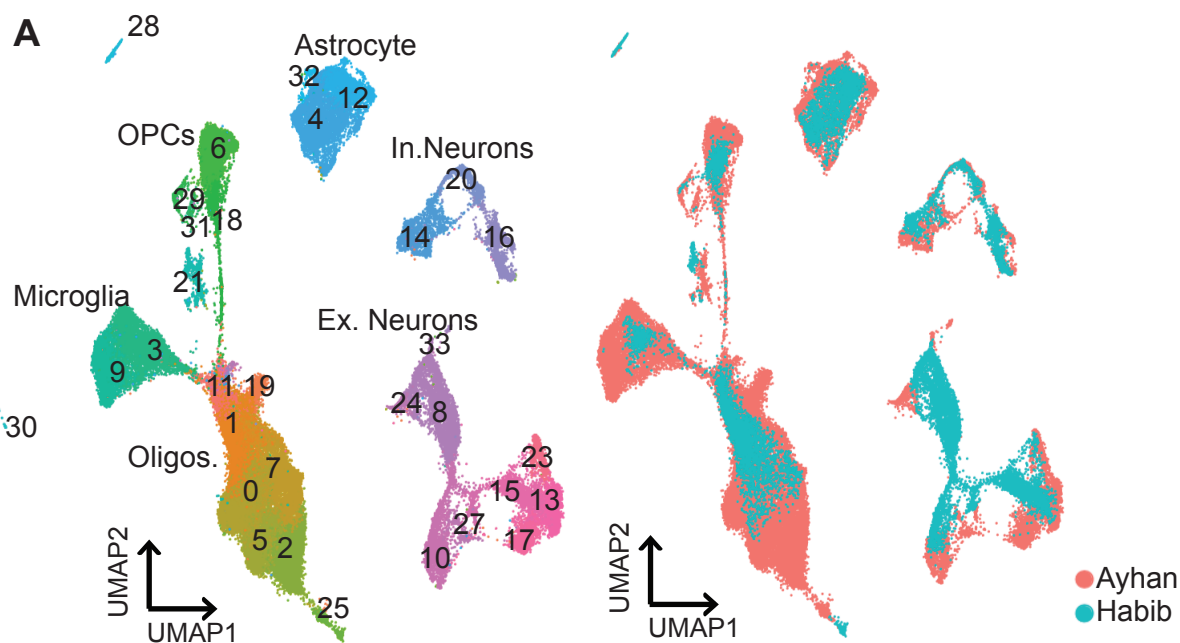 A
28
Astrocyte
32
12
4
OPCs
6
In.Neurons
20
29
31
18
14
16
21
Microglia
Ex. Neurons
33
3
9
11
19
24
8
1
30
Oligos.
7
23
0
15
13
27
5
2
17
10
25
UMAP2
UMAP1
UMAP2
UMAP1
Ayhan
Habib